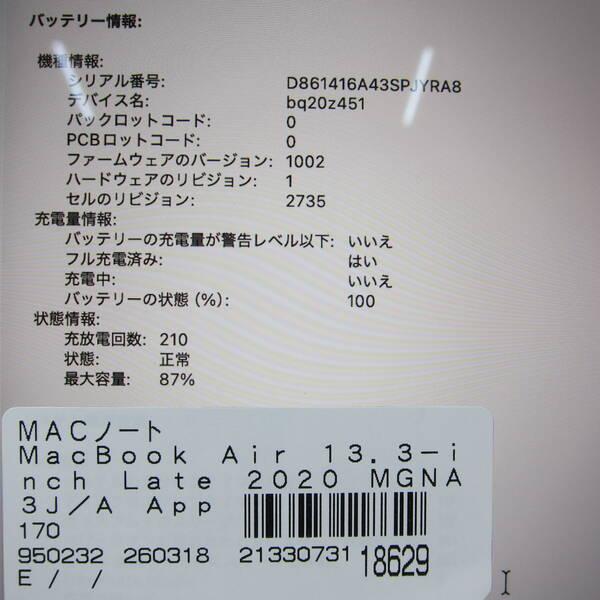 バッテリー情報:
機種情報:
シリアル番号: D861416A43SPJYRA8
デバイス名: bq20z451
パックロットコード: 0
PCBロットコード: 0
ファームウェアのバージョン: 1002
ハードウェアのリビジョン: 1
セルのリビジョン: 2735
充電量情報:
バッテリーの充電量が警告レベル以下: いいえ
フル充電済み: はい
充電中: いいえ
バッテリーの状態 (%): 100
状態情報:
充放電回数: 210
状態: 正常
最大容量: 87%
MACノート
MacBook Air 13.3-i
nch Late 2020 MGNA
3J/A App
170
950232 260318 21330731 18629
E / /